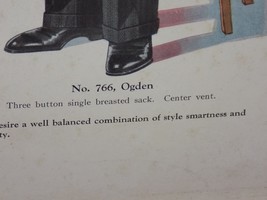 No. 766, Ogden
Three button single breasted sack. Center vent.
esire a well balanced combination of style smartness and
ty.